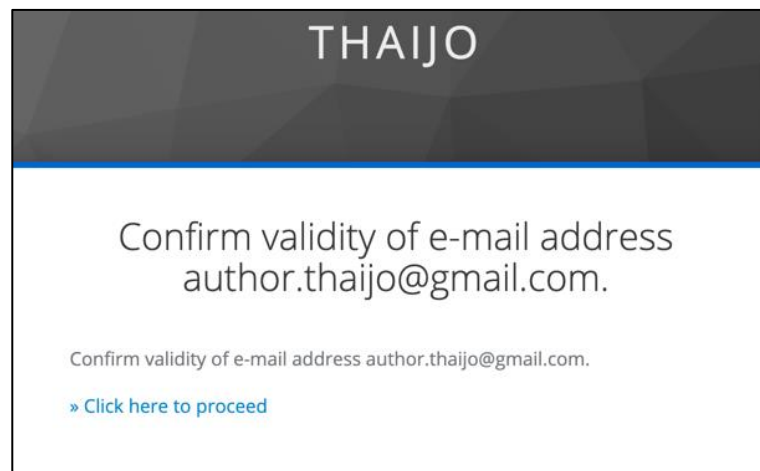 THAIJO
Confirm validity of e-mail address
author.thaijo@gmail.com.
Confirm validity of e-mail address author.thaijo@gmail.com.
» Click here to proceed